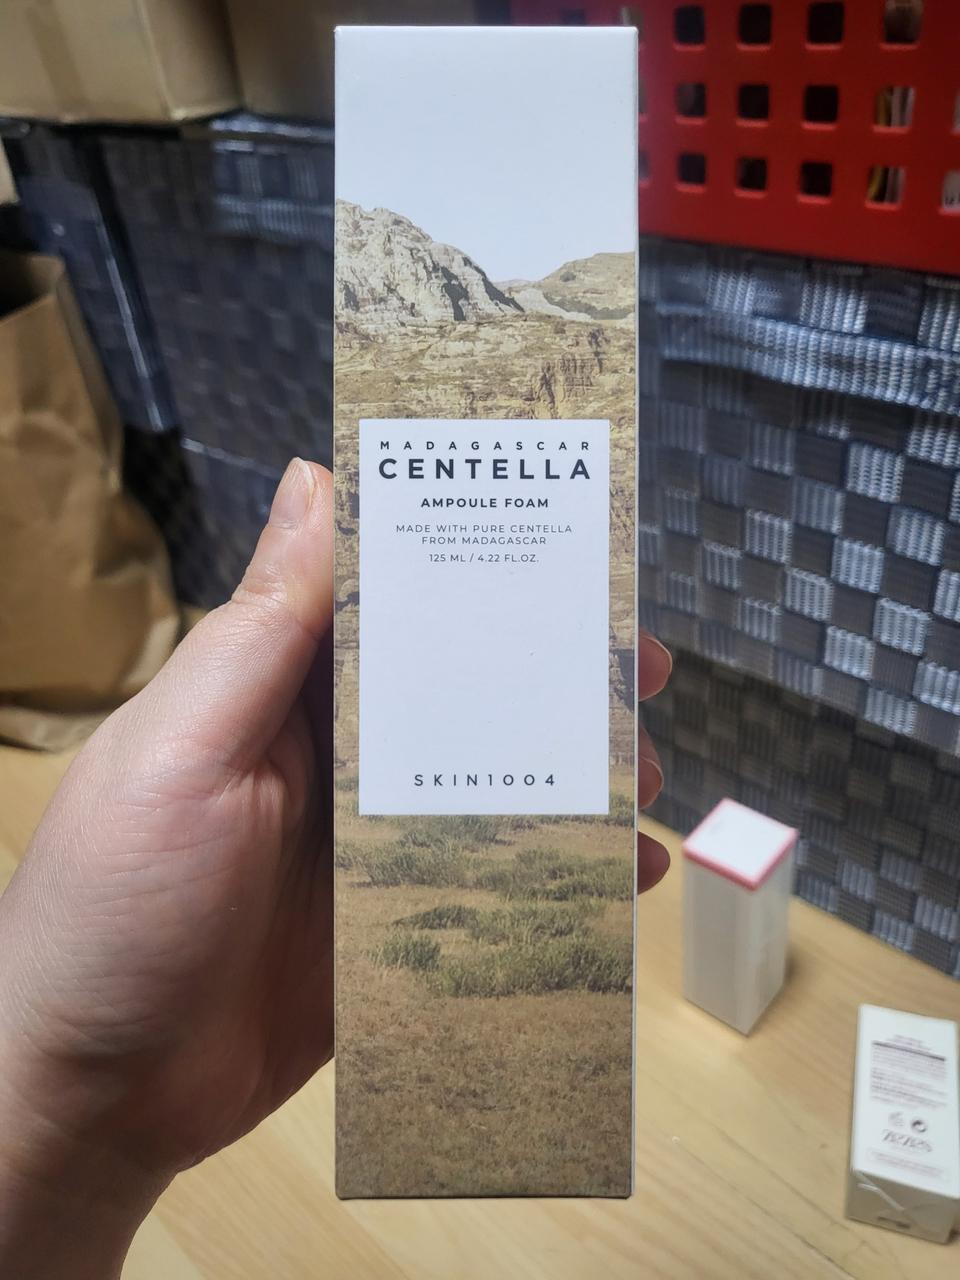 MADAGASCAR
CENTELLA
AMPOULE FOAM
MADE WITH PURE CENTELLA
FROM MADAGASCAR
125 ML / 4.22 FL.OZ.
SKIN1004